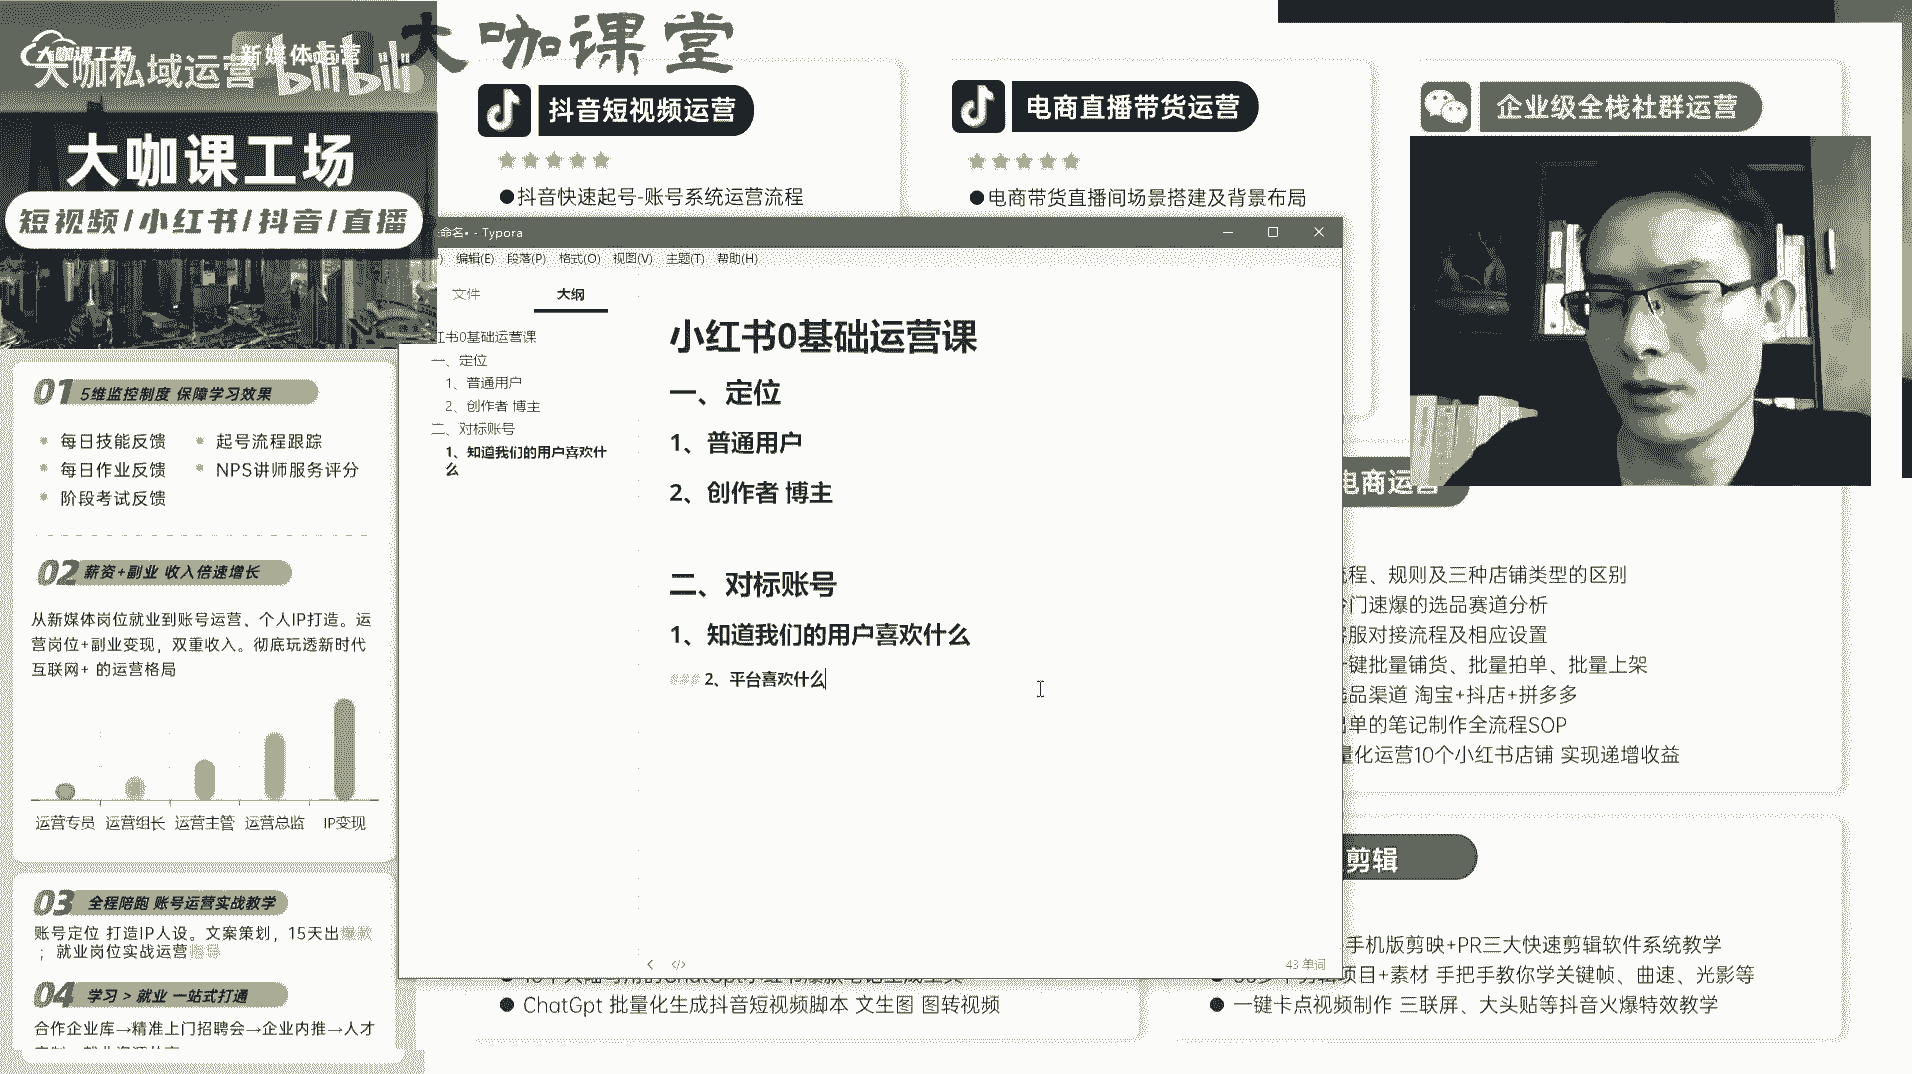 大咖课堂
大咖课工场
新媒体运营
大咖私域运营
bilibili
大咖课工场
短视频/小红书/抖音/直播
抖音短视频运营
●抖音快速起号-账号系统运营流程
电商直播带货运营
●电商带货直播间场景搭建及背景布局
企业级全栈社群运营
01 5维监控制度 保障学习效果
每日技能反馈
起号流程跟踪
每日作业反馈
NPS讲师服务评分
阶段考试反馈
02 薪资+副业 收入倍速增长
从新媒体岗位就业到账号运营、个人IP打造。运
营岗位+副业变现，双重收入。彻底玩透新时代
互联网+ 的运营格局
运营专员 运营组长 运营主管 运营总监 IP变现
03 全程陪跑 账号运营实战教学
账号定位 打造IP人设。文案策划，15天出爆款
；就业岗位实战运营指导
04 学习 > 就业 一站式打通
合作企业库→精准上门招聘会→企业内推→人才
命名• - Typora
编辑(E) 段落(P) 格式(O) 视图(V) 主题(T) 帮助(H)
文件 大纲
红书0基础运营课
一、定位
1、普通用户
2、创作者 博主
二、对标账号
1、知道我们的用户喜欢什
么
小红书0基础运营课
一、定位
1、普通用户
2、创作者 博主
二、对标账号
1、知道我们的用户喜欢什么
### 2、平台喜欢什么
43 单词
电商运营
流程、规则及三种店铺类型的区别
冷门速爆的选品赛道分析
客服对接流程及相应设置
一键批量铺货、批量拍单、批量上架
选品渠道 淘宝+抖店+拼多多
出单的笔记制作全流程SOP
量化运营10个小红书店铺 实现递增收益
剪辑
手机版剪映+PR三大快速剪辑软件系统教学
项目+素材 手把手教你学关键帧、曲速、光影等
●一键卡点视频制作 三联屏、大头贴等抖音火爆特效教学
●ChatGpt 批量化生成抖音短视频脚本 文生图 图转视频